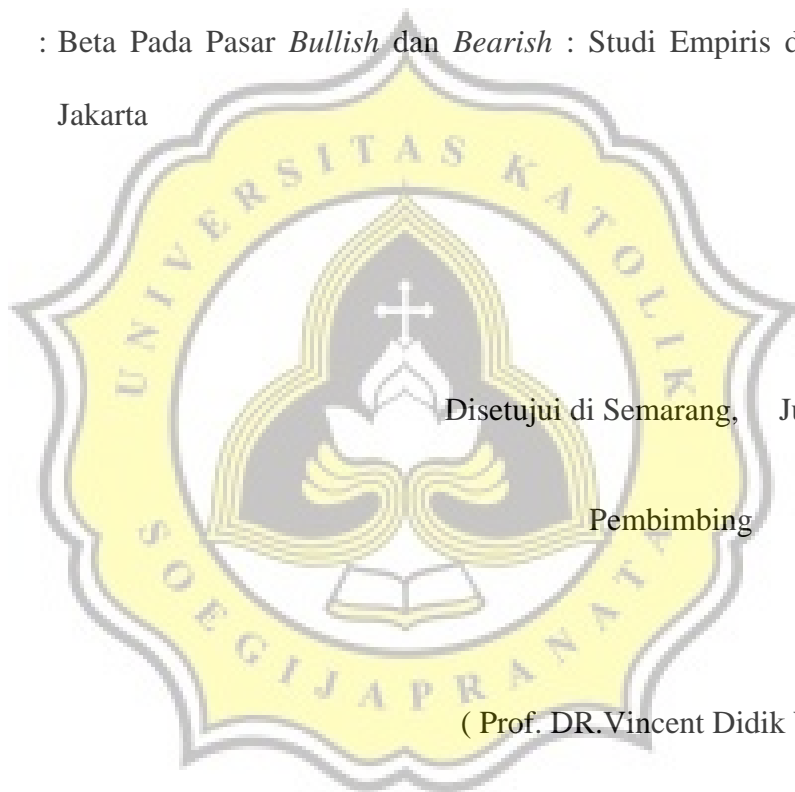 : Beta Pada Pasar Bullish dan Bearish : Studi Empiris
Jakarta
UNIVERSITAS KATOLIK
Disetujui di Semarang,
Pembimbing
SOEGIJAPRANATA
( Prof. DR.Vincent Didik